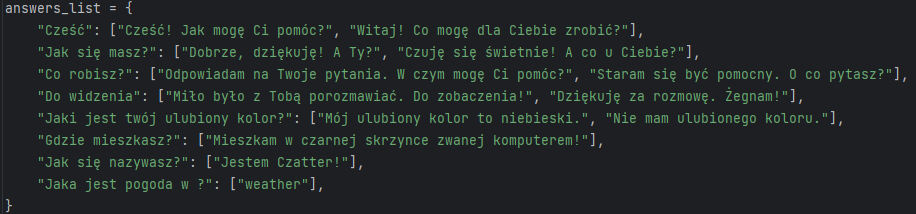 answers_list = {
    "Cześć": ["Cześć! Jak mogę Ci pomóc?", "Witaj! Co mogę dla Ciebie zrobić?"],
    "Jak się masz?": ["Dobrze, dziękuję! A Ty?", "Czuję się świetnie! A co u Ciebie?"],
    "Co robisz?": ["Odpowiadam na Twoje pytania. W czym mogę Ci pomóc?", "Staram się być pomocny. O co pytasz?"],
    "Do widzenia": ["Miło było z Tobą porozmawiać. Do zobaczenia!", "Dziękuję za rozmowę. Żegnam!"],
    "Jaki jest twój ulubiony kolor?": ["Mój ulubiony kolor to niebieski.", "Nie mam ulubionego koloru."],
    "Gdzie mieszkasz?": ["Mieszkam w czarnej skrzynce zwanej komputerem!"],
    "Jak się nazywasz?": ["Jestem Czatter!"],
    "Jaka jest pogoda w ?": ["weather"],
}